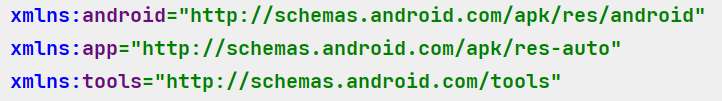 xmlns:android="http://schemas.android.com/apk/res/android"
xmlns:app="http://schemas.android.com/apk/res-auto"
xmlns:tools="http://schemas.android.com/tools"